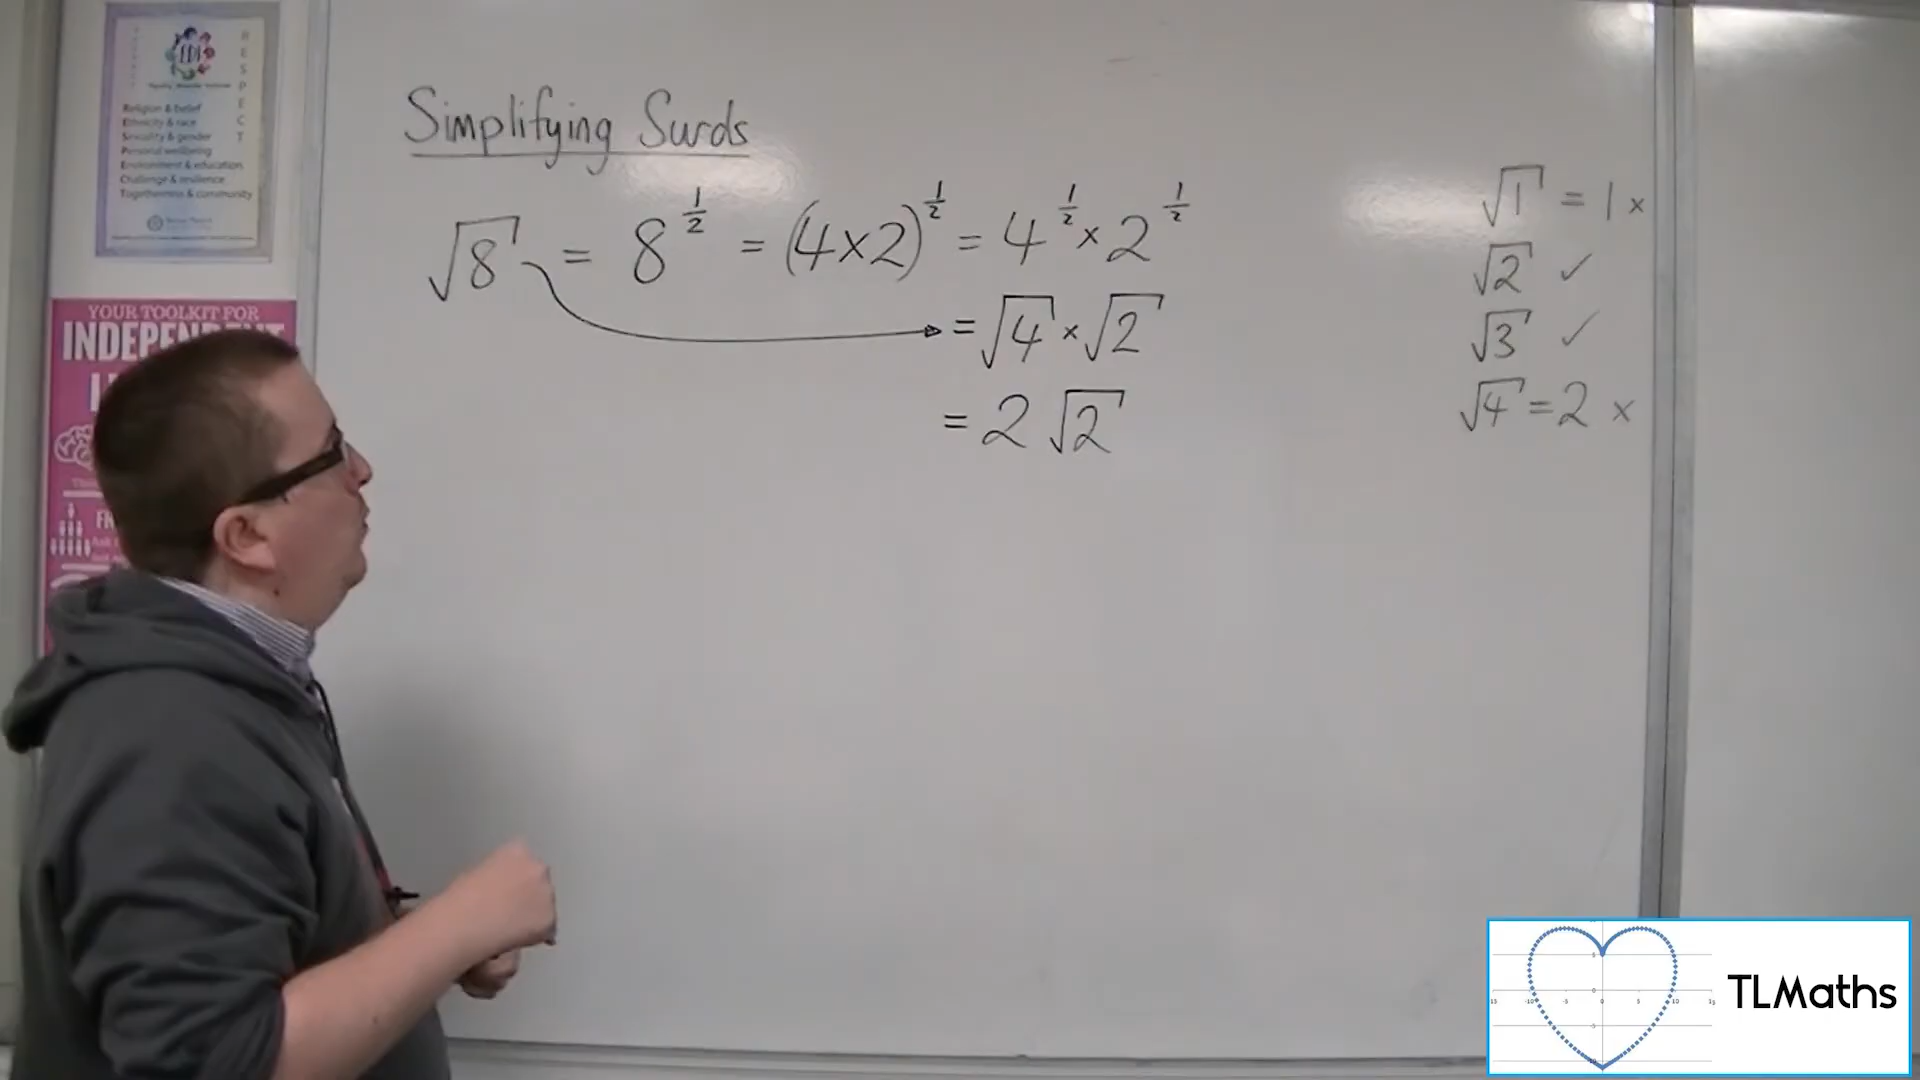 RESPECT
EDI
Religion & belief
Ethnicity & race
Sexuality & gender
Personal wellbeing
Environment & education
Challenge & resilience
Togetherness & community
YOUR TOOLKIT FOR
Simplifying Surds
√8 = 8^½ = (4×2)^½ = 4^½ × 2^½
= √4 × √2
= 2√2
√1 = 1 ×
√2 ✓
√3 ✓
√4 = 2 ×
TLMaths